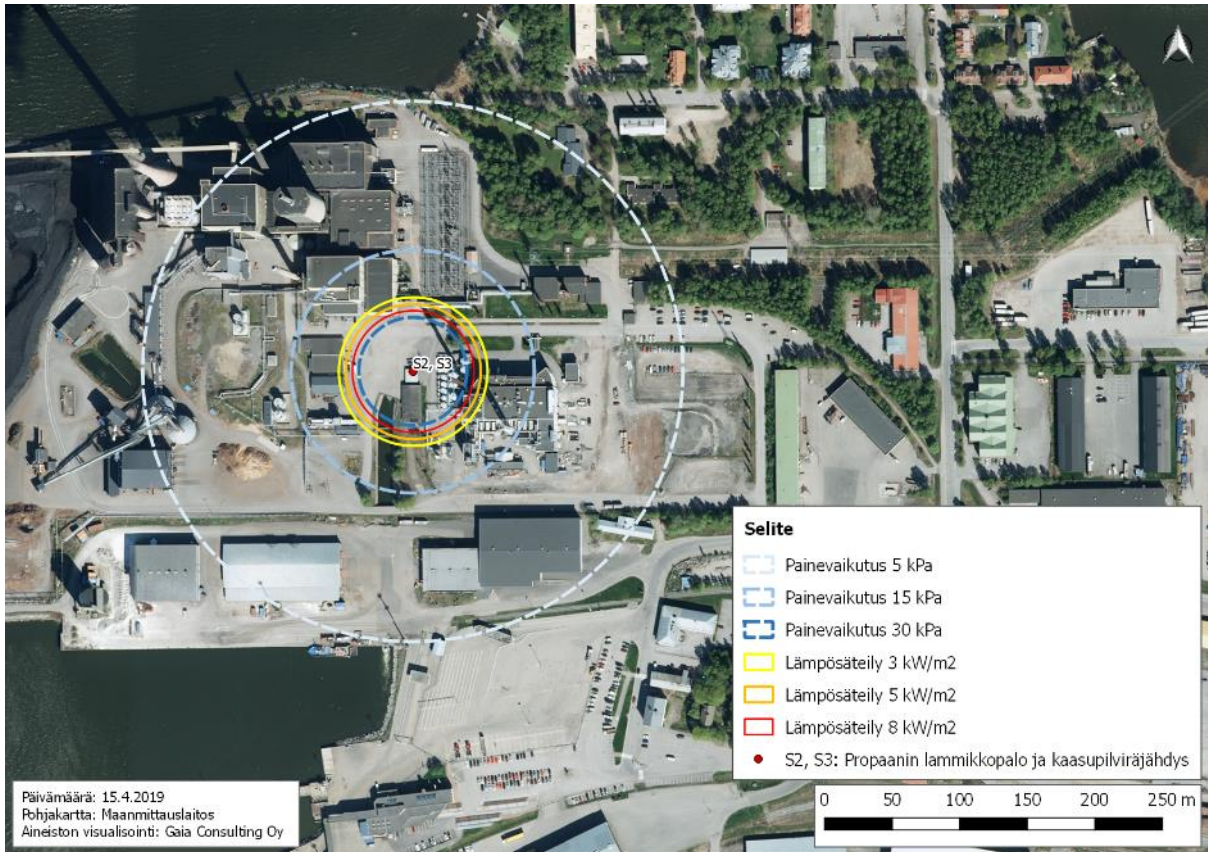 S2, S3
Selite
Painevaikutus 5 kPa
Painevaikutus 15 kPa
Painevaikutus 30 kPa
Lämpösäteily 3 kW/m2
Lämpösäteily 5 kW/m2
Lämpösäteily 8 kW/m2
S2, S3: Propaanin lammikkopalo ja kaasupilviräjähdys
Päivämäärä: 15.4.2019
Pohjakartta: Maanmittauslaitos
Aineiston visualisointi: Gaia Consulting Oy
0 50 100 150 200 250 m